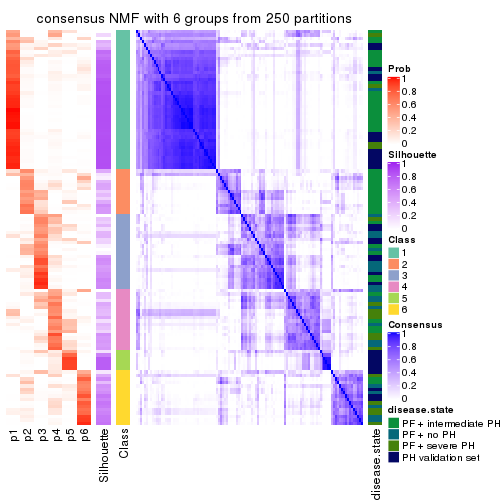 consensus NMF with 6 groups from 250 partitions
p1
p2
p3
p4
p5
p6
Silhouette
Class
disease.state
Prob
1
0.8
0.6
0.4
0.2
0
Silhouette
1
0.8
0.6
0.4
0.2
0
Class
1
2
3
4
5
6
Consensus
1
0.8
0.6
0.4
0.2
0
disease.state
PF + intermediate PH
PF + no PH
PF + severe PH
PH validation set